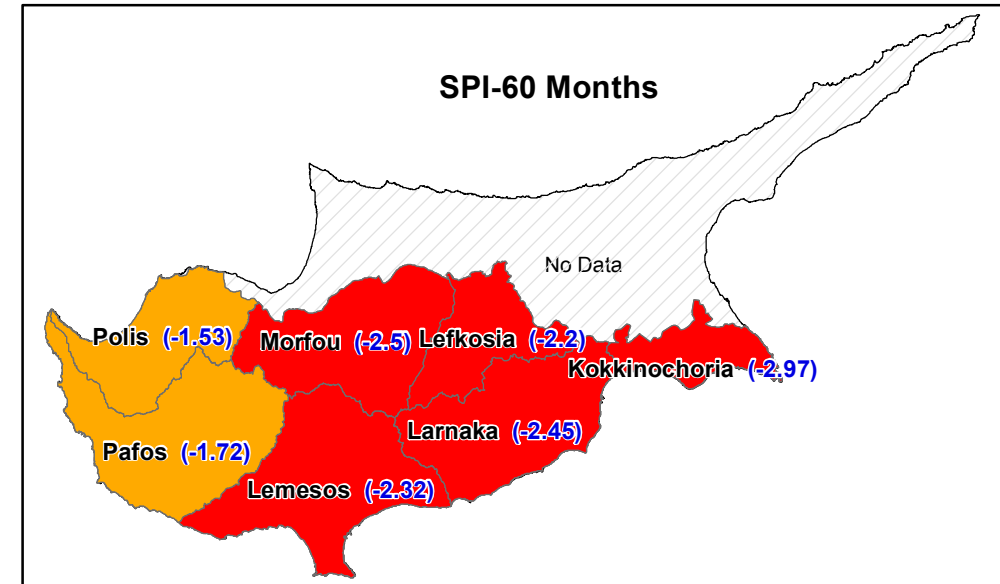 SPI-60 Months
No Data
Polis (-1.53)
Morfou (-2.5)
Lefkosia (-2.2)
Kokkinochoria (-2.97)
Larnaka (-2.45)
Pafos (-1.72)
Lemesos (-2.32)